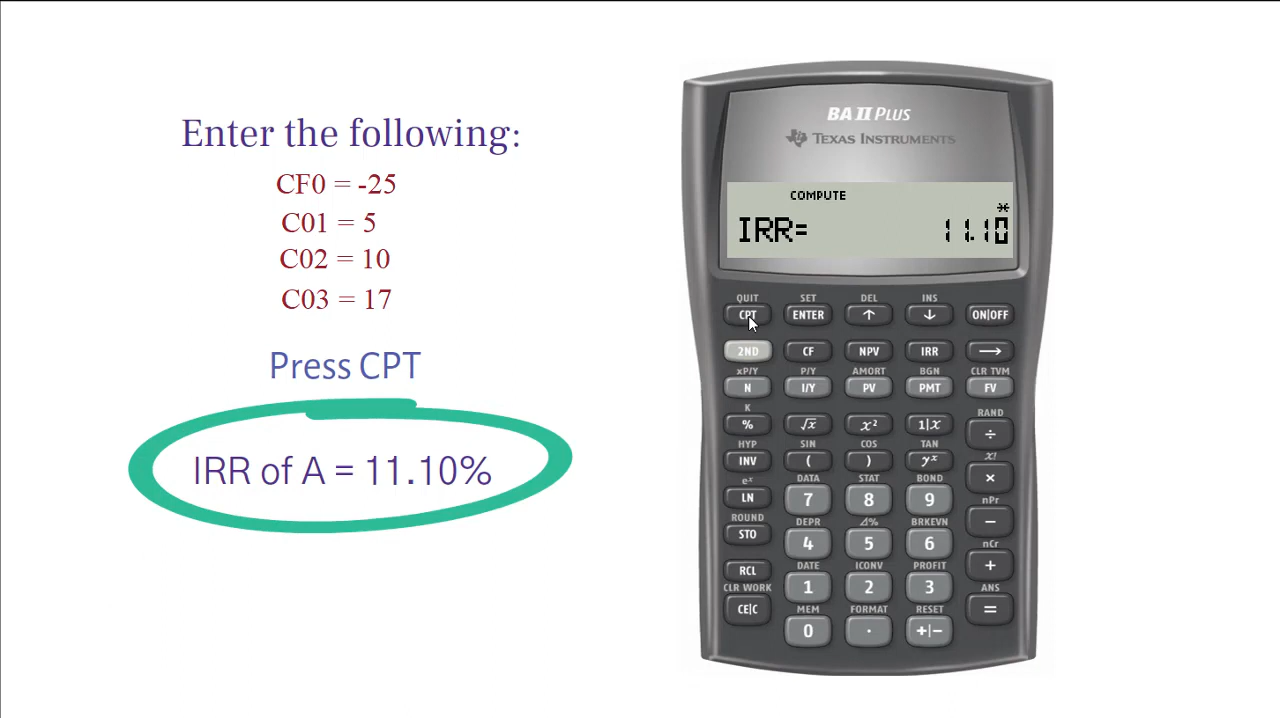 Enter the following:
CF0 = -25
C01 = 5
C02 = 10
C03 = 17
Press CPT
IRR of A = 11.10%
BA II PLUS
TEXAS INSTRUMENTS
COMPUTE
IRR= 11.10
QUIT SET DEL INS
CPT ENTER ↑ ↓ ON|OFF
2ND CF NPV IRR →
xP/Y P/Y AMORT BGN CLR TVM
N I/Y PV PMT FV
K RAND
% √x x² 1|x ÷
HYP SIN COS TAN x!
INV ( ) yˣ ×
eˣ DATA STAT BOND nPr
LN 7 8 9 −
ROUND DEPR Δ% BRKEVN nCr
STO 4 5 6 +
DATE ICONV PROFIT
RCL 1 2 3
CLR WORK MEM FORMAT RESET ANS
CE|C 0 . +|− =